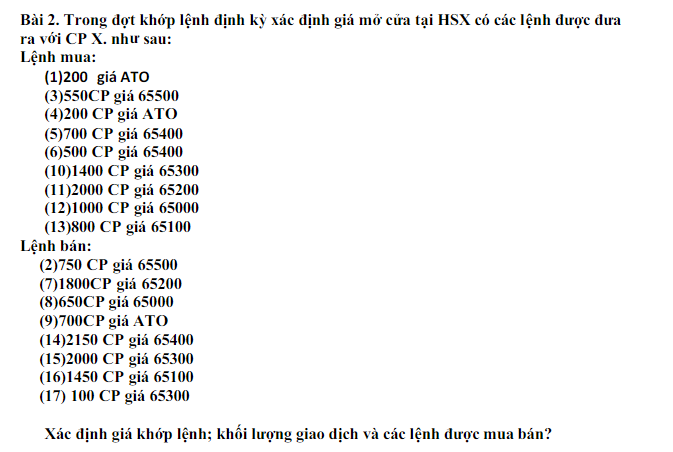 Bài 2. Trong đợt khớp lệnh định kỳ xác định giá mở cửa tại HSX có các lệnh được đưa
ra với CP X. như sau:
Lệnh mua:
(1)200 giá ATO
(3)550CP giá 65500
(4)200 CP giá ATO
(5)700 CP giá 65400
(6)500 CP giá 65400
(10)1400 CP giá 65300
(11)2000 CP giá 65200
(12)1000 CP giá 65000
(13)800 CP giá 65100
Lệnh bán:
(2)750 CP giá 65500
(7)1800CP giá 65200
(8)650CP giá 65000
(9)700CP giá ATO
(14)2150 CP giá 65400
(15)2000 CP giá 65300
(16)1450 CP giá 65100
(17) 100 CP giá 65300
Xác định giá khớp lệnh; khối lượng giao dịch và các lệnh được mua bán?